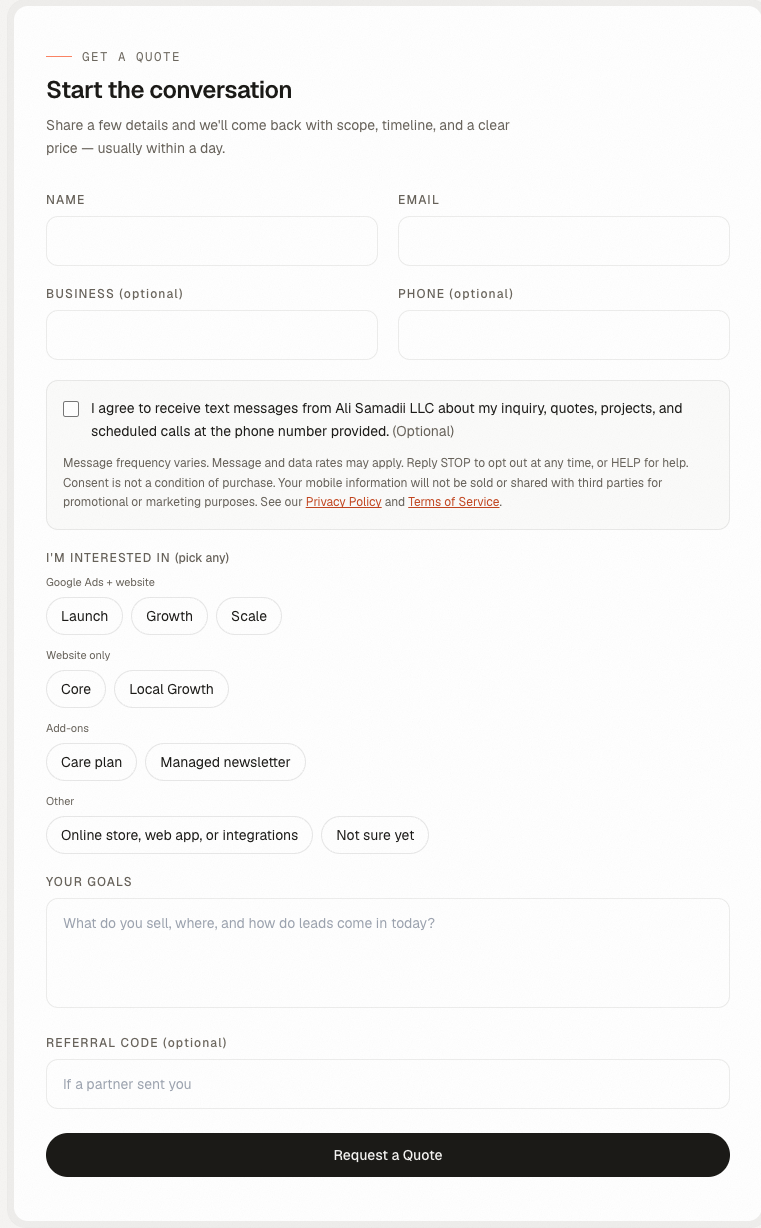 GET A QUOTE
Start the conversation
Share a few details and we'll come back with scope, timeline, and a clear
price — usually within a day.
NAME
EMAIL
BUSINESS (optional)
PHONE (optional)
I agree to receive text messages from Ali Samadii LLC about my inquiry, quotes, projects, and
scheduled calls at the phone number provided. (Optional)
Message frequency varies. Message and data rates may apply. Reply STOP to opt out at any time, or HELP for help.
Consent is not a condition of purchase. Your mobile information will not be sold or shared with third parties for
promotional or marketing purposes. See our Privacy Policy and Terms of Service.
I'M INTERESTED IN (pick any)
Google Ads + website
Launch
Growth
Scale
Website only
Core
Local Growth
Add-ons
Care plan
Managed newsletter
Other
Online store, web app, or integrations
Not sure yet
YOUR GOALS
What do you sell, where, and how do leads come in today?
REFERRAL CODE (optional)
If a partner sent you
Request a Quote